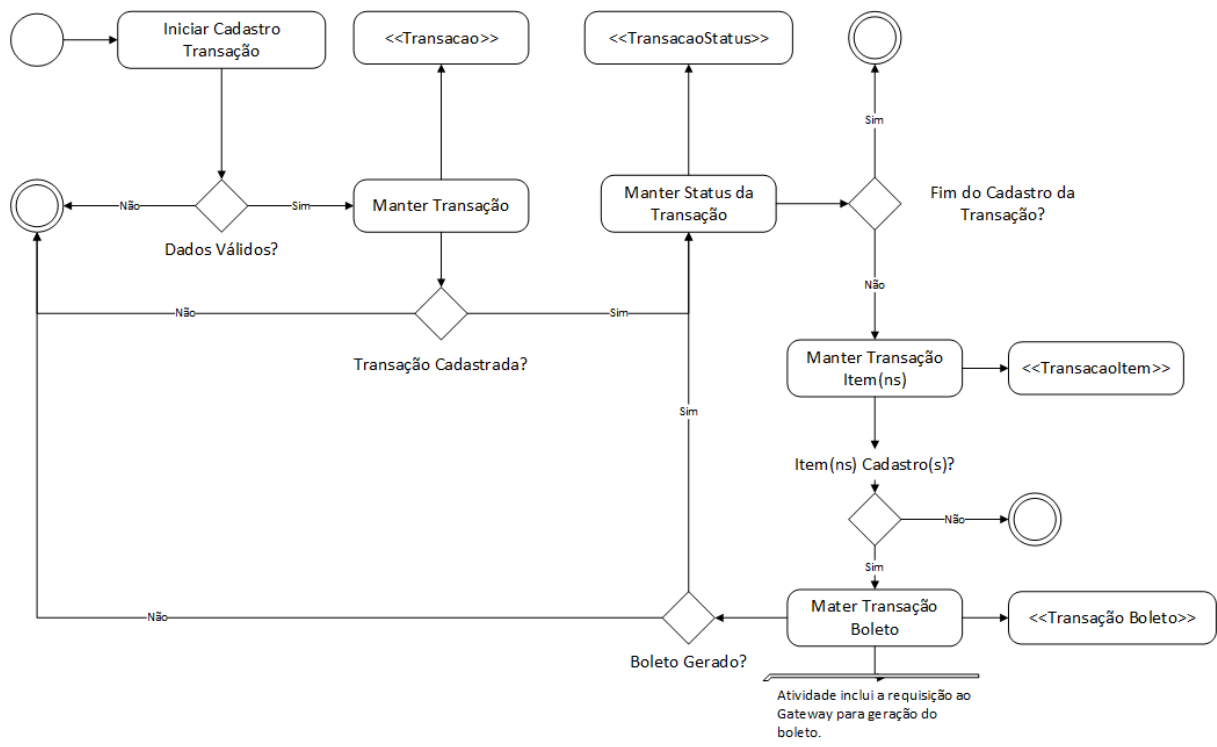 Iniciar Cadastro
Transação
<<Transacao>>
<<TransacaoStatus>>
Sim
Não
Sim
Manter Transação
Manter Status da
Transação
Fim do Cadastro da
Transação?
Dados Válidos?
Não
Não
Sim
Transação Cadastrada?
Manter Transação
Item(ns)
<<TransacaoItem>>
Sim
Item(ns) Cadastro(s)?
Não
Sim
Não
Mater Transação
Boleto
<<Transação Boleto>>
Boleto Gerado?
Atividade inclui a requisição ao
Gateway para geração do
boleto.